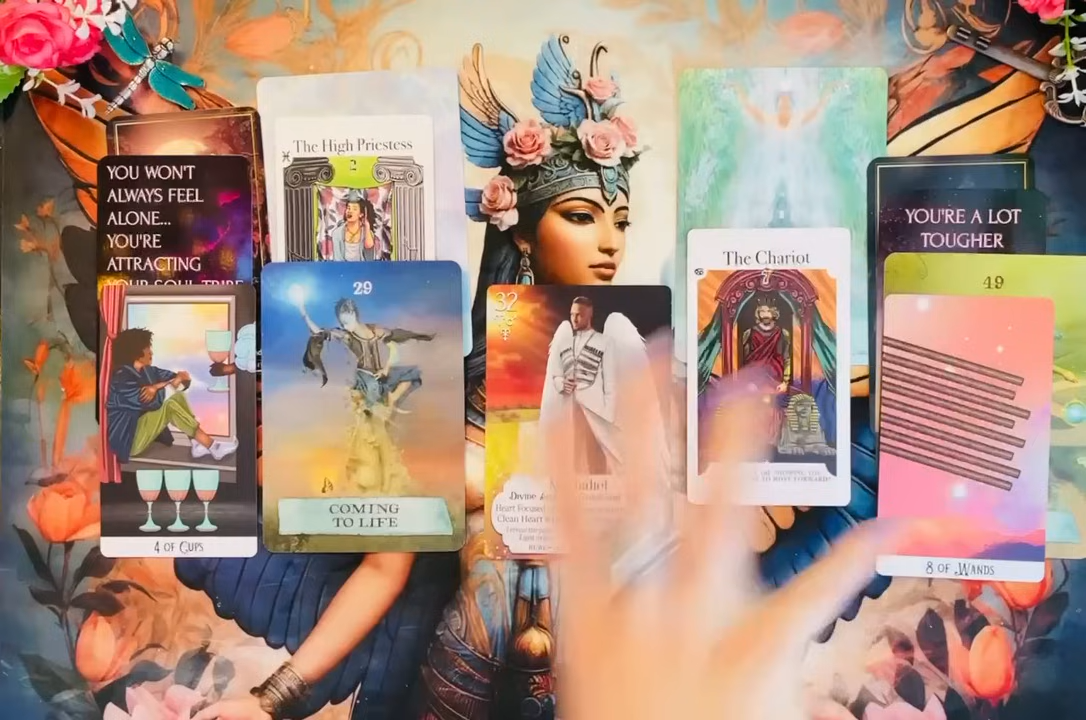 YOU WON'T
ALWAYS FEEL
ALONE...
YOU'RE
ATTRACTING
YOUR SOUL TRIBE
4 OF CUPS
The High Priestess
2
29
COMING
TO LIFE
32
Divine
Heart Focused
Clean Heart
The Chariot
7
YOU'RE A LOT
TOUGHER
49
8 OF WANDS